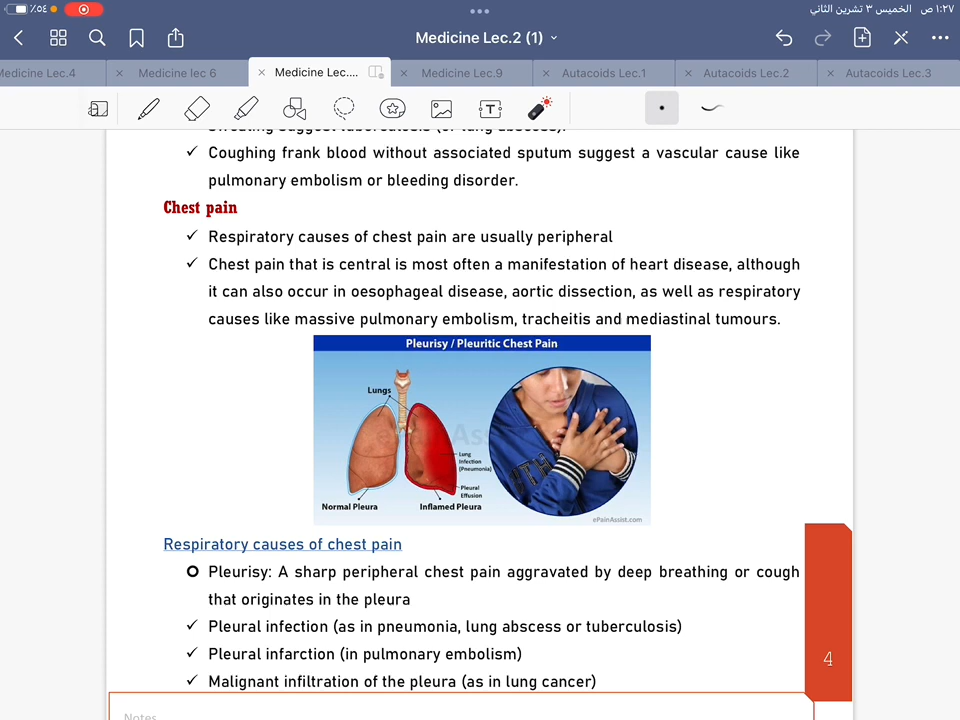 ٪٥٤
١:٢٧ ص الخميس ٣ تشرين الثاني
Medicine Lec.2 (1)
Medicine Lec.4
Medicine lec 6
Medicine Lec....
Medicine Lec.9
Autacoids Lec.1
Autacoids Lec.2
Autacoids Lec.3
Coughing frank blood without associated sputum suggest a vascular cause like
pulmonary embolism or bleeding disorder.
Chest pain
Respiratory causes of chest pain are usually peripheral
Chest pain that is central is most often a manifestation of heart disease, although
it can also occur in oesophageal disease, aortic dissection, as well as respiratory
causes like massive pulmonary embolism, tracheitis and mediastinal tumours.
Pleurisy / Pleuritic Chest Pain
Lungs
Lung
Infection
(Pneumonia)
Pleural
Effusion
Normal Pleura
Inflamed Pleura
ePainAssist.com
Respiratory causes of chest pain
Pleurisy: A sharp peripheral chest pain aggravated by deep breathing or cough
that originates in the pleura
Pleural infection (as in pneumonia, lung abscess or tuberculosis)
Pleural infarction (in pulmonary embolism)
Malignant infiltration of the pleura (as in lung cancer)
4
Notes